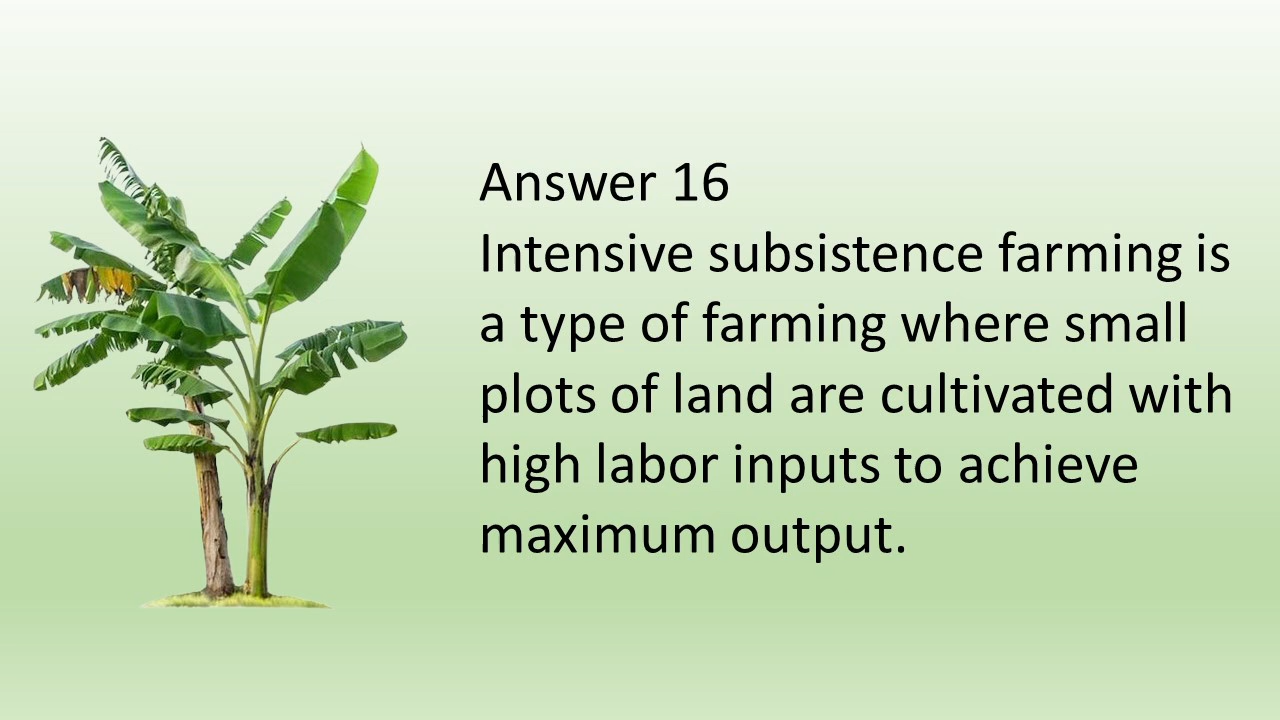 Answer 16
Intensive subsistence farming is
a type of farming where small
plots of land are cultivated with
high labor inputs to achieve
maximum output.